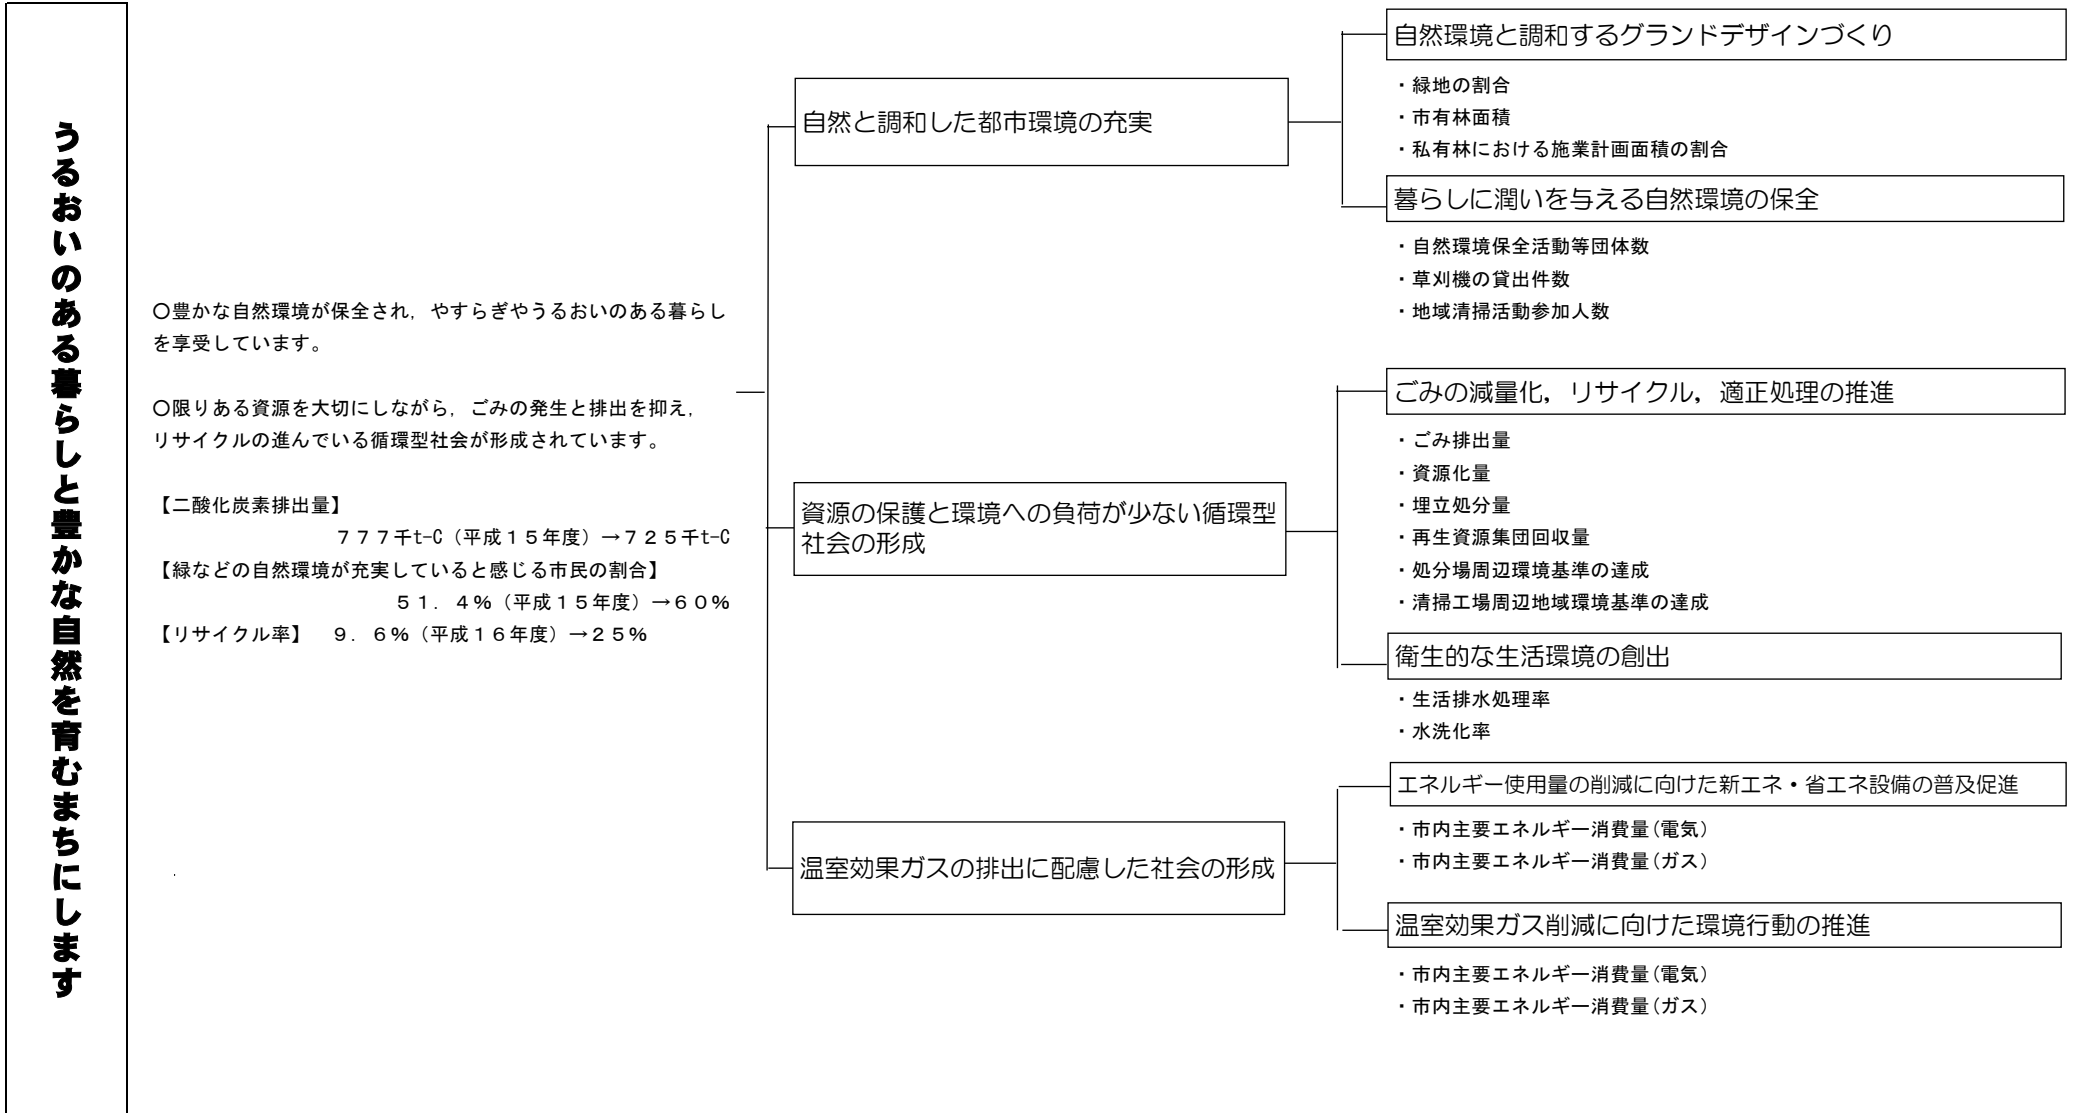 うるおいのある暮らしと豊かな自然を育むまちにします
〇豊かな自然環境が保全され，やすらぎやうるおいのある暮らし
を享受しています。
〇限りある資源を大切にしながら，ごみの発生と排出を抑え，
リサイクルの進んでいる循環型社会が形成されています。
【二酸化炭素排出量】
７７７千t-C（平成１５年度）→７２５千t-C
【緑などの自然環境が充実していると感じる市民の割合】
５１．４%（平成１５年度）→６０%
【リサイクル率】　９．６%（平成１６年度）→２５%
自然と調和した都市環境の充実
自然環境と調和するグランドデザインづくり
・緑地の割合
・市有林面積
・私有林における施業計画面積の割合
暮らしに潤いを与える自然環境の保全
・自然環境保全活動等団体数
・草刈機の貸出件数
・地域清掃活動参加人数
資源の保護と環境への負荷が少ない循環型
社会の形成
ごみの減量化，リサイクル，適正処理の推進
・ごみ排出量
・資源化量
・埋立処分量
・再生資源集団回収量
・処分場周辺環境基準の達成
・清掃工場周辺地域環境基準の達成
衛生的な生活環境の創出
・生活排水処理率
・水洗化率
温室効果ガスの排出に配慮した社会の形成
エネルギー使用量の削減に向けた新エネ・省エネ設備の普及促進
・市内主要エネルギー消費量(電気)
・市内主要エネルギー消費量(ガス)
温室効果ガス削減に向けた環境行動の推進
・市内主要エネルギー消費量(電気)
・市内主要エネルギー消費量(ガス)